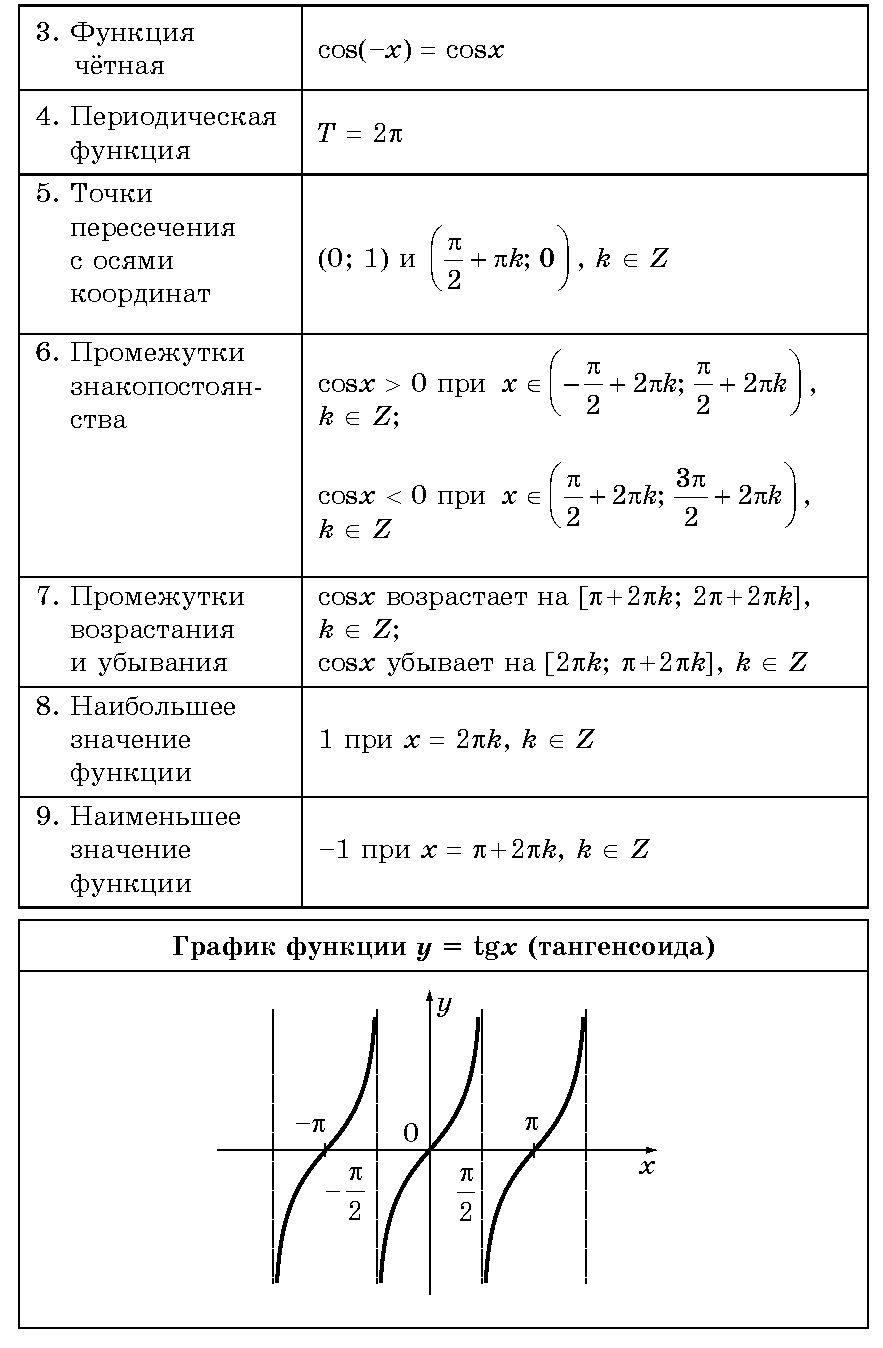 3. Функция
чётная
cos(−x) = cosx
4. Периодическая
функция
T = 2π
5. Точки
пересечения
с осями
координат
(0; 1) и (π/2 + πk; 0), k ∈ Z
6. Промежутки
знакопостоян-
ства
cosx > 0 при x ∈ (−π/2 + 2πk; π/2 + 2πk),
k ∈ Z;
cosx < 0 при x ∈ (π/2 + 2πk; 3π/2 + 2πk),
k ∈ Z
7. Промежутки
возрастания
и убывания
cosx возрастает на [π+2πk; 2π+2πk],
k ∈ Z;
cosx убывает на [2πk; π+2πk], k ∈ Z
8. Наибольшее
значение
функции
1 при x = 2πk, k ∈ Z
9. Наименьшее
значение
функции
−1 при x = π+2πk, k ∈ Z
График функции y = tgx (тангенсоида)
y
−π 0 π
x
−π/2 π/2